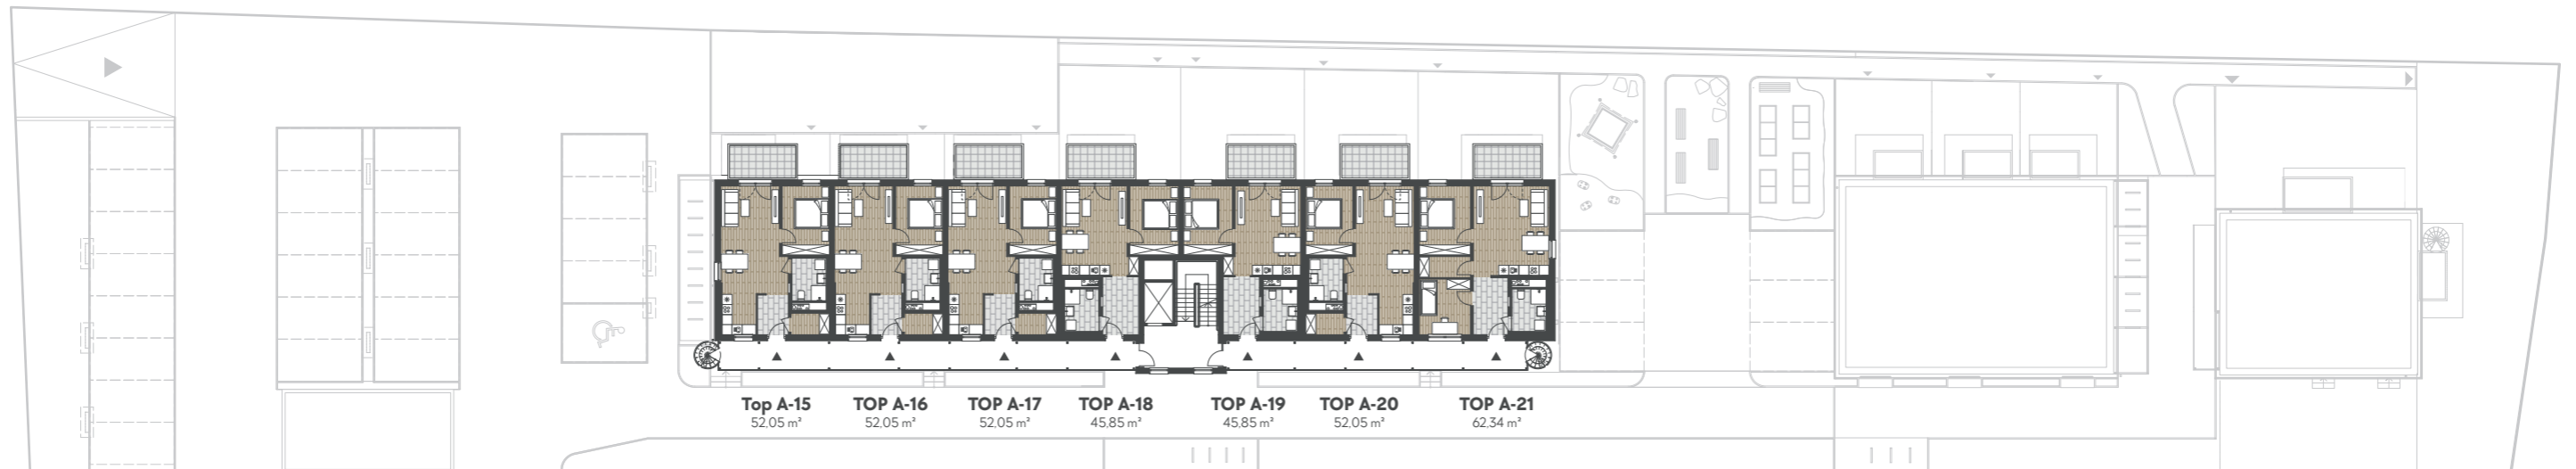 Top A-15
52,05 m²
TOP A-16
52,05 m²
TOP A-17
52,05 m²
TOP A-18
45,85 m²
TOP A-19
45,85 m²
TOP A-20
52,05 m²
TOP A-21
62,34 m²